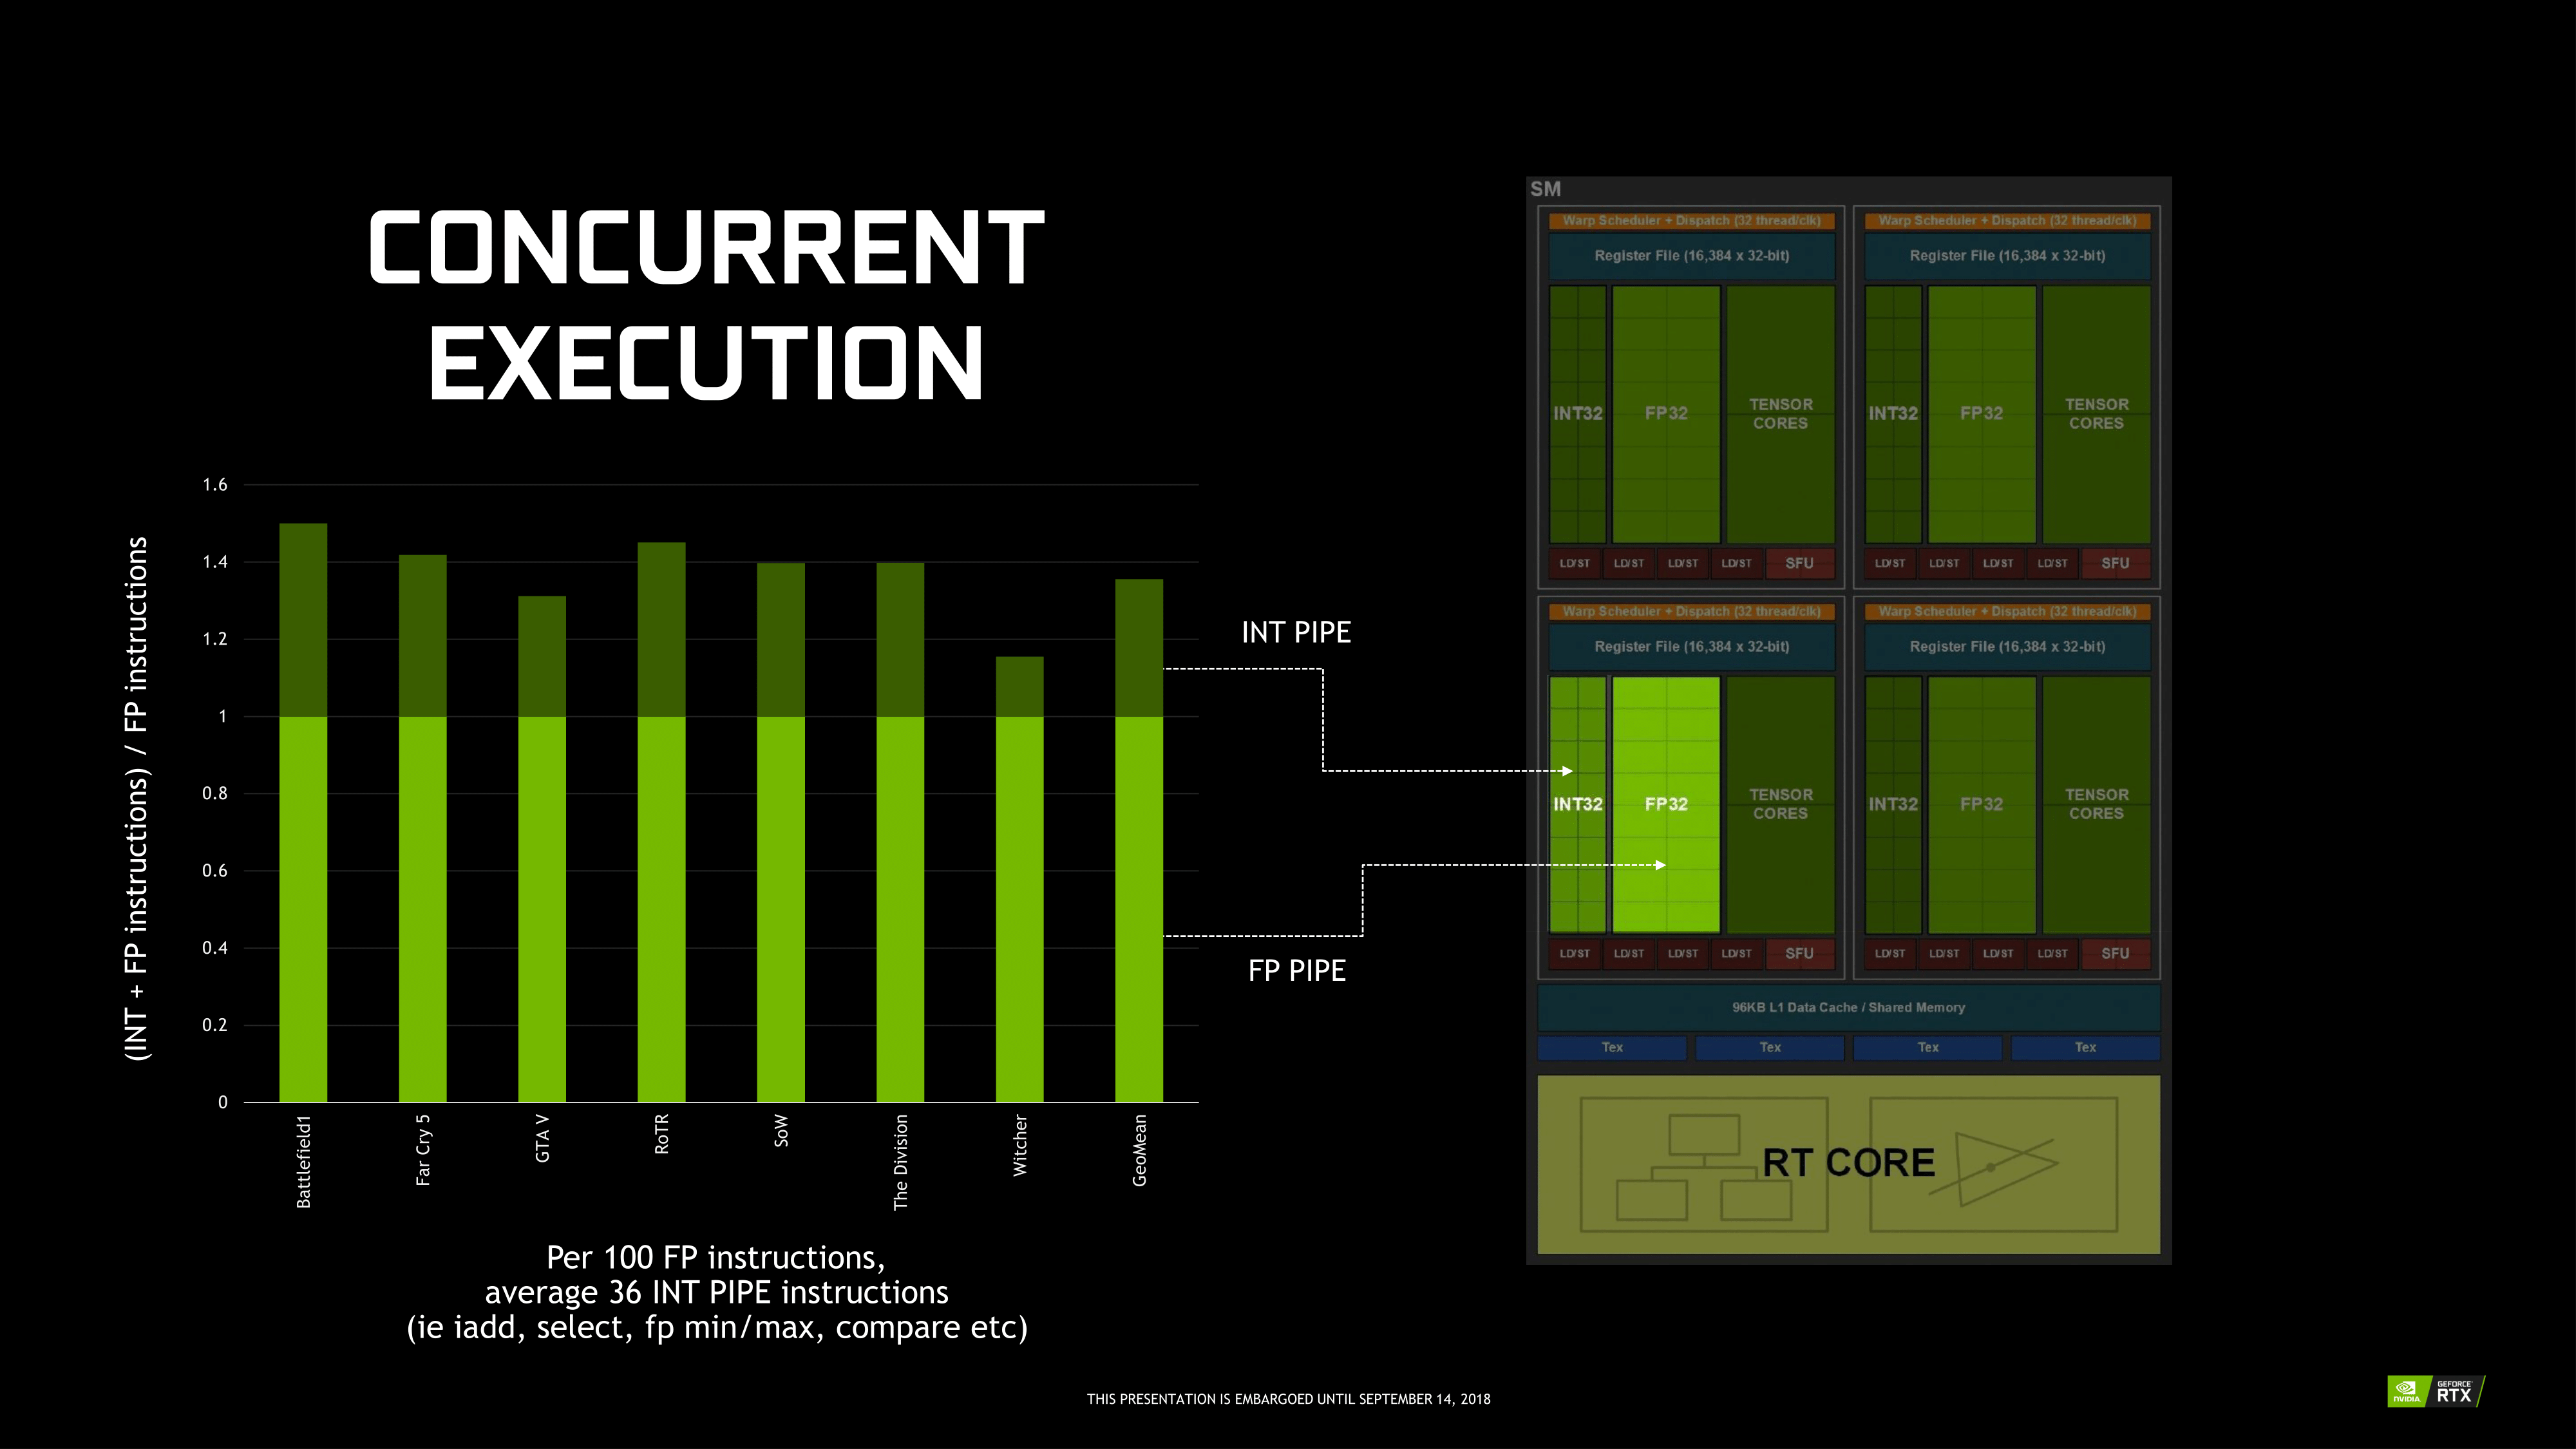 CONCURRENT
EXECUTION
(INT + FP instructions) / FP instructions
1.6
1.4
1.2
1
0.8
0.6
0.4
0.2
0
Battlefield1
Far Cry 5
GTA V
RoTR
SoW
The Division
Witcher
GeoMean
INT PIPE
FP PIPE
Per 100 FP instructions,
average 36 INT PIPE instructions
(ie iadd, select, fp min/max, compare etc)
SM
Warp Scheduler + Dispatch (32 thread/clk)
Register File (16,384 x 32-bit)
INT32
FP32
TENSOR
CORES
LD/ST LD/ST LD/ST LD/ST SFU
Warp Scheduler + Dispatch (32 thread/clk)
Register File (16,384 x 32-bit)
INT32
FP32
TENSOR
CORES
LD/ST LD/ST LD/ST LD/ST SFU
Warp Scheduler + Dispatch (32 thread/clk)
Register File (16,384 x 32-bit)
INT32
FP32
TENSOR
CORES
LD/ST LD/ST LD/ST LD/ST SFU
Warp Scheduler + Dispatch (32 thread/clk)
Register File (16,384 x 32-bit)
INT32
FP32
TENSOR
CORES
LD/ST LD/ST LD/ST LD/ST SFU
96KB L1 Data Cache / Shared Memory
Tex Tex Tex Tex
RT CORE
THIS PRESENTATION IS EMBARGOED UNTIL SEPTEMBER 14, 2018
NVIDIA
GEFORCE
RTX